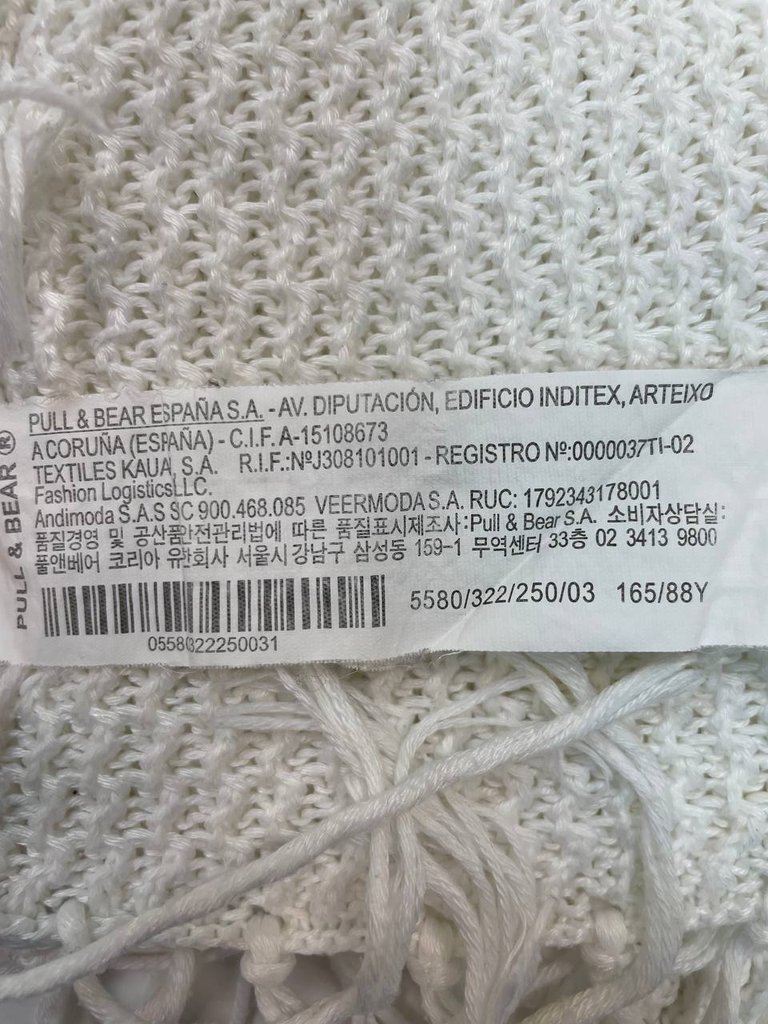 PULL & BEAR ®
PULL & BEAR ESPAÑA S.A. - AV. DIPUTACIÓN, EDIFICIO INDITEX, ARTEIXO
A CORUÑA (ESPAÑA) - C.I.F. A-15108673
TEXTILES KAUA, S.A. R.I.F.:NºJ308101001 - REGISTRO Nº:0000037TI-02
Fashion LogisticsLLC.
Andimoda S.A.S SC 900.468.085 VEERMODA S.A. RUC: 1792343178001
품질경영 및 공산품안전관리법에 따른 품질표시제조사:Pull & Bear S.A. 소비자상담실:
풀앤베어 코리아 유한회사 서울시 강남구 삼성동 159-1 무역센터 33층 02 3413 9800
5580/322/250/03 165/88Y
05580322250031